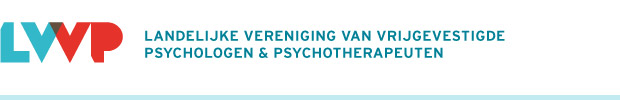 LVVP
LANDELIJKE VERENIGING VAN VRIJGEVESTIGDE
PSYCHOLOGEN & PSYCHOTHERAPEUTEN